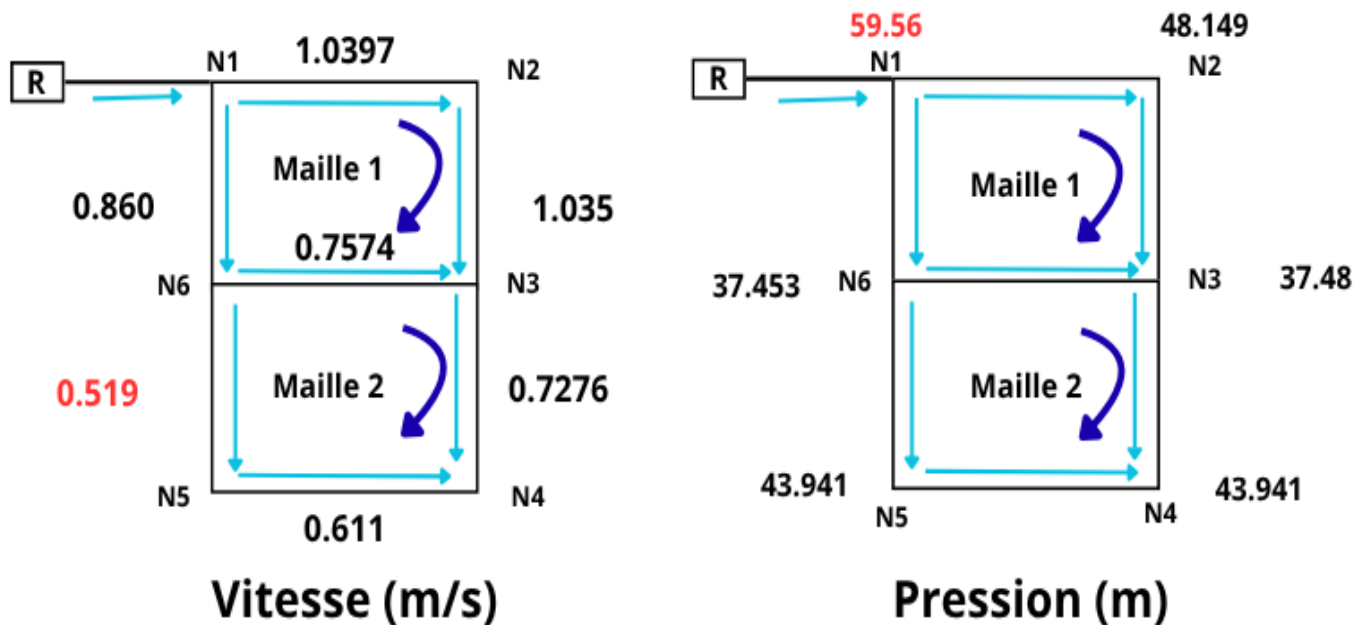 N1
1.0397
N2
R
Maille 1
0.860
1.035
0.7574
N6
N3
0.519
Maille 2
0.7276
N5
N4
0.611
Vitesse (m/s)
59.56
48.149
N1
N2
R
Maille 1
37.453
N6
N3
37.48
Maille 2
43.941
43.941
N5
N4
Pression (m)